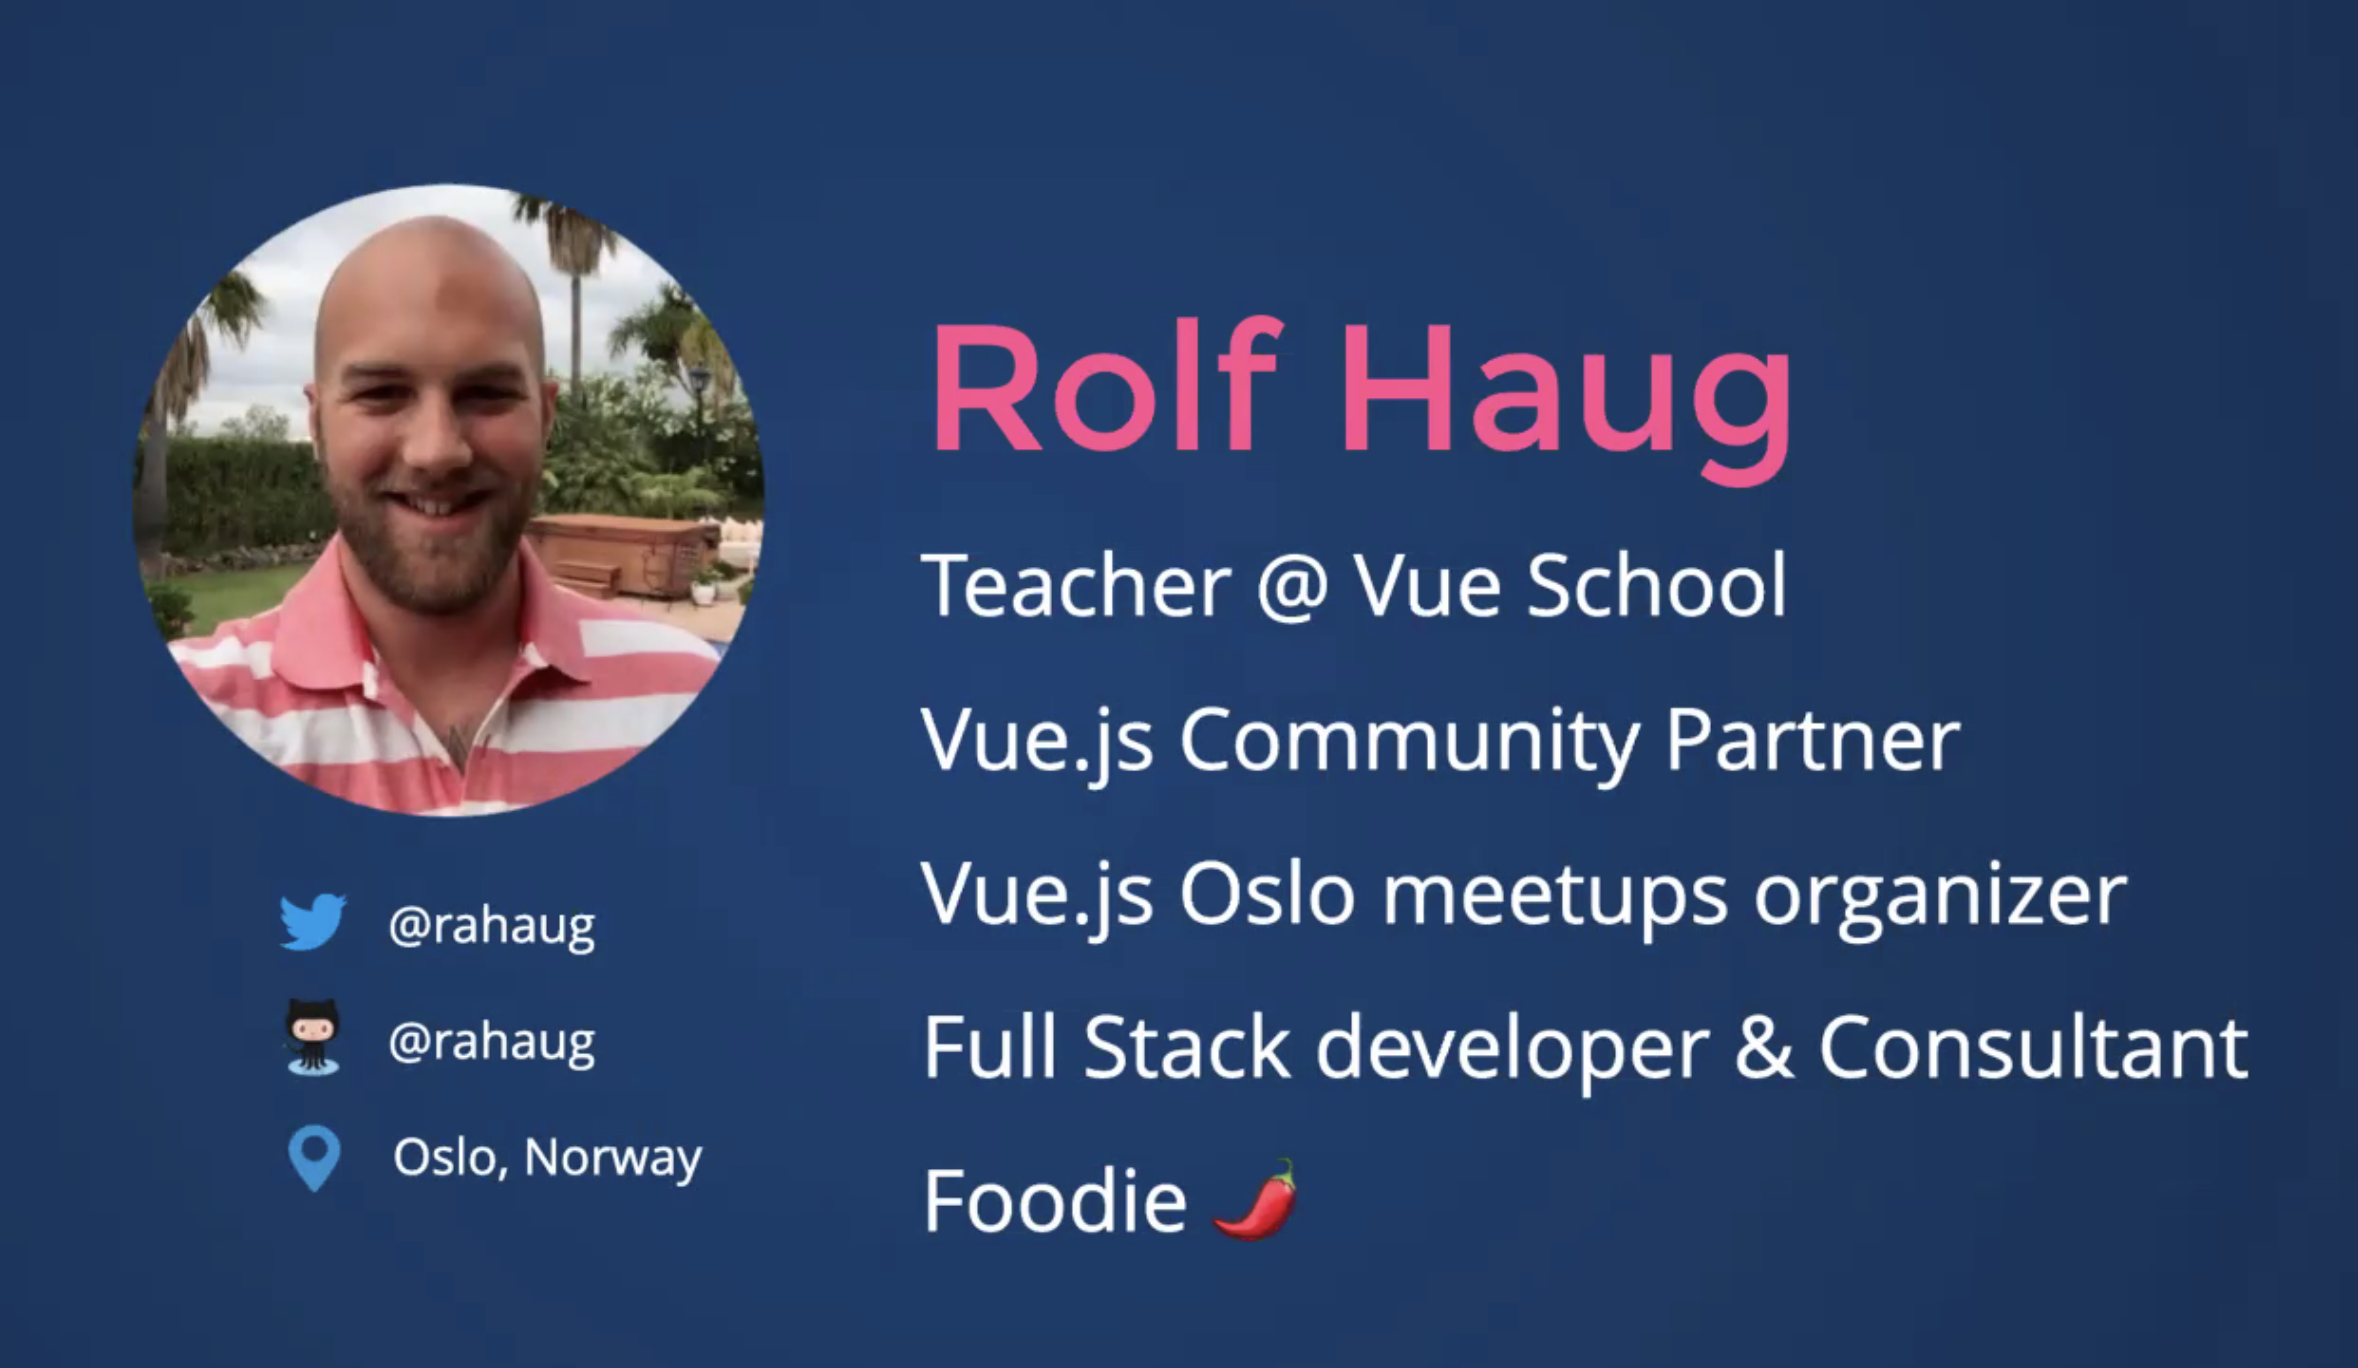 Rolf Haug
Teacher @ Vue School
Vue.js Community Partner
Vue.js Oslo meetups organizer
Full Stack developer & Consultant
Foodie 🌶️
@rahaug
@rahaug
Oslo, Norway